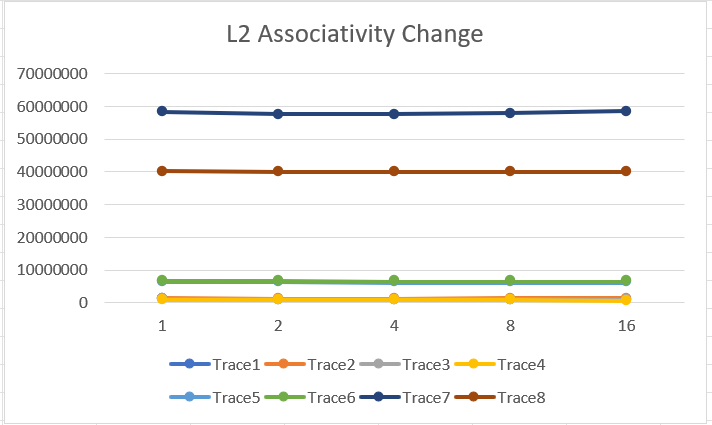 L2 Associativity Change
70000000
60000000
50000000
40000000
30000000
20000000
10000000
0
1 2 4 8 16
Trace1 Trace2 Trace3 Trace4
Trace5 Trace6 Trace7 Trace8